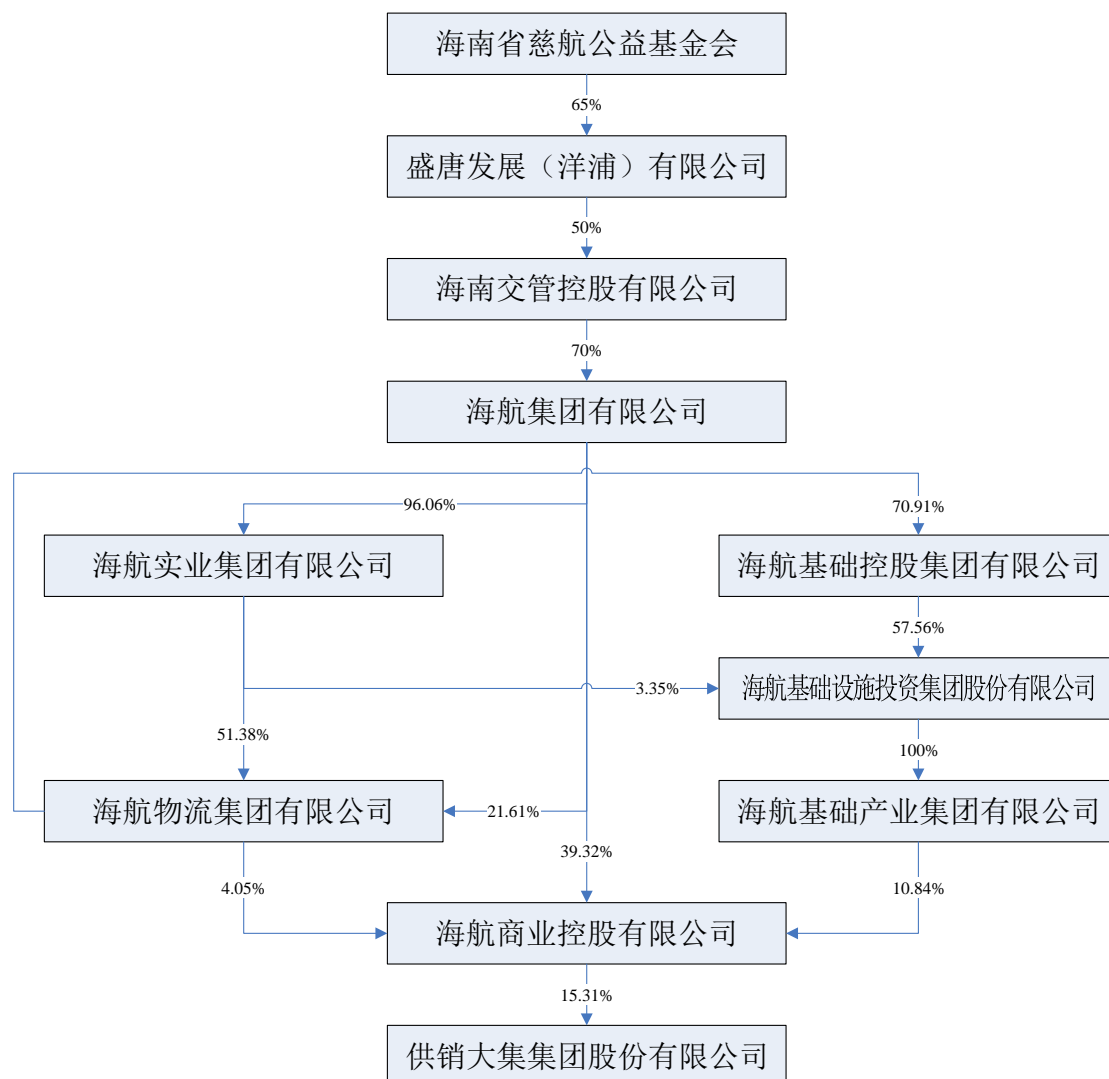 海南省慈航公益基金会
65%
盛唐发展（洋浦）有限公司
50%
海南交管控股有限公司
70%
海航集团有限公司
96.06%
70.91%
海航实业集团有限公司
海航基础控股集团有限公司
57.56%
3.35%
海航基础设施投资集团股份有限公司
51.38%
100%
海航物流集团有限公司
21.61%
海航基础产业集团有限公司
39.32%
4.05%
10.84%
海航商业控股有限公司
15.31%
供销大集集团股份有限公司